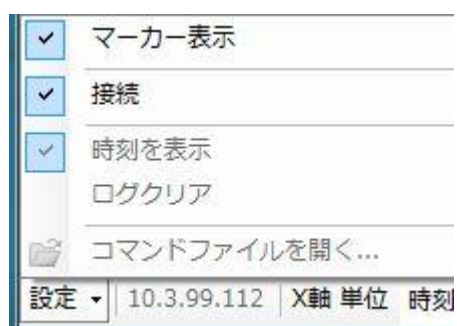 マーカー表示
接続
時刻を表示
ログクリア
コマンドファイルを開く...
設定 10.3.99.112 X軸 単位 時刻